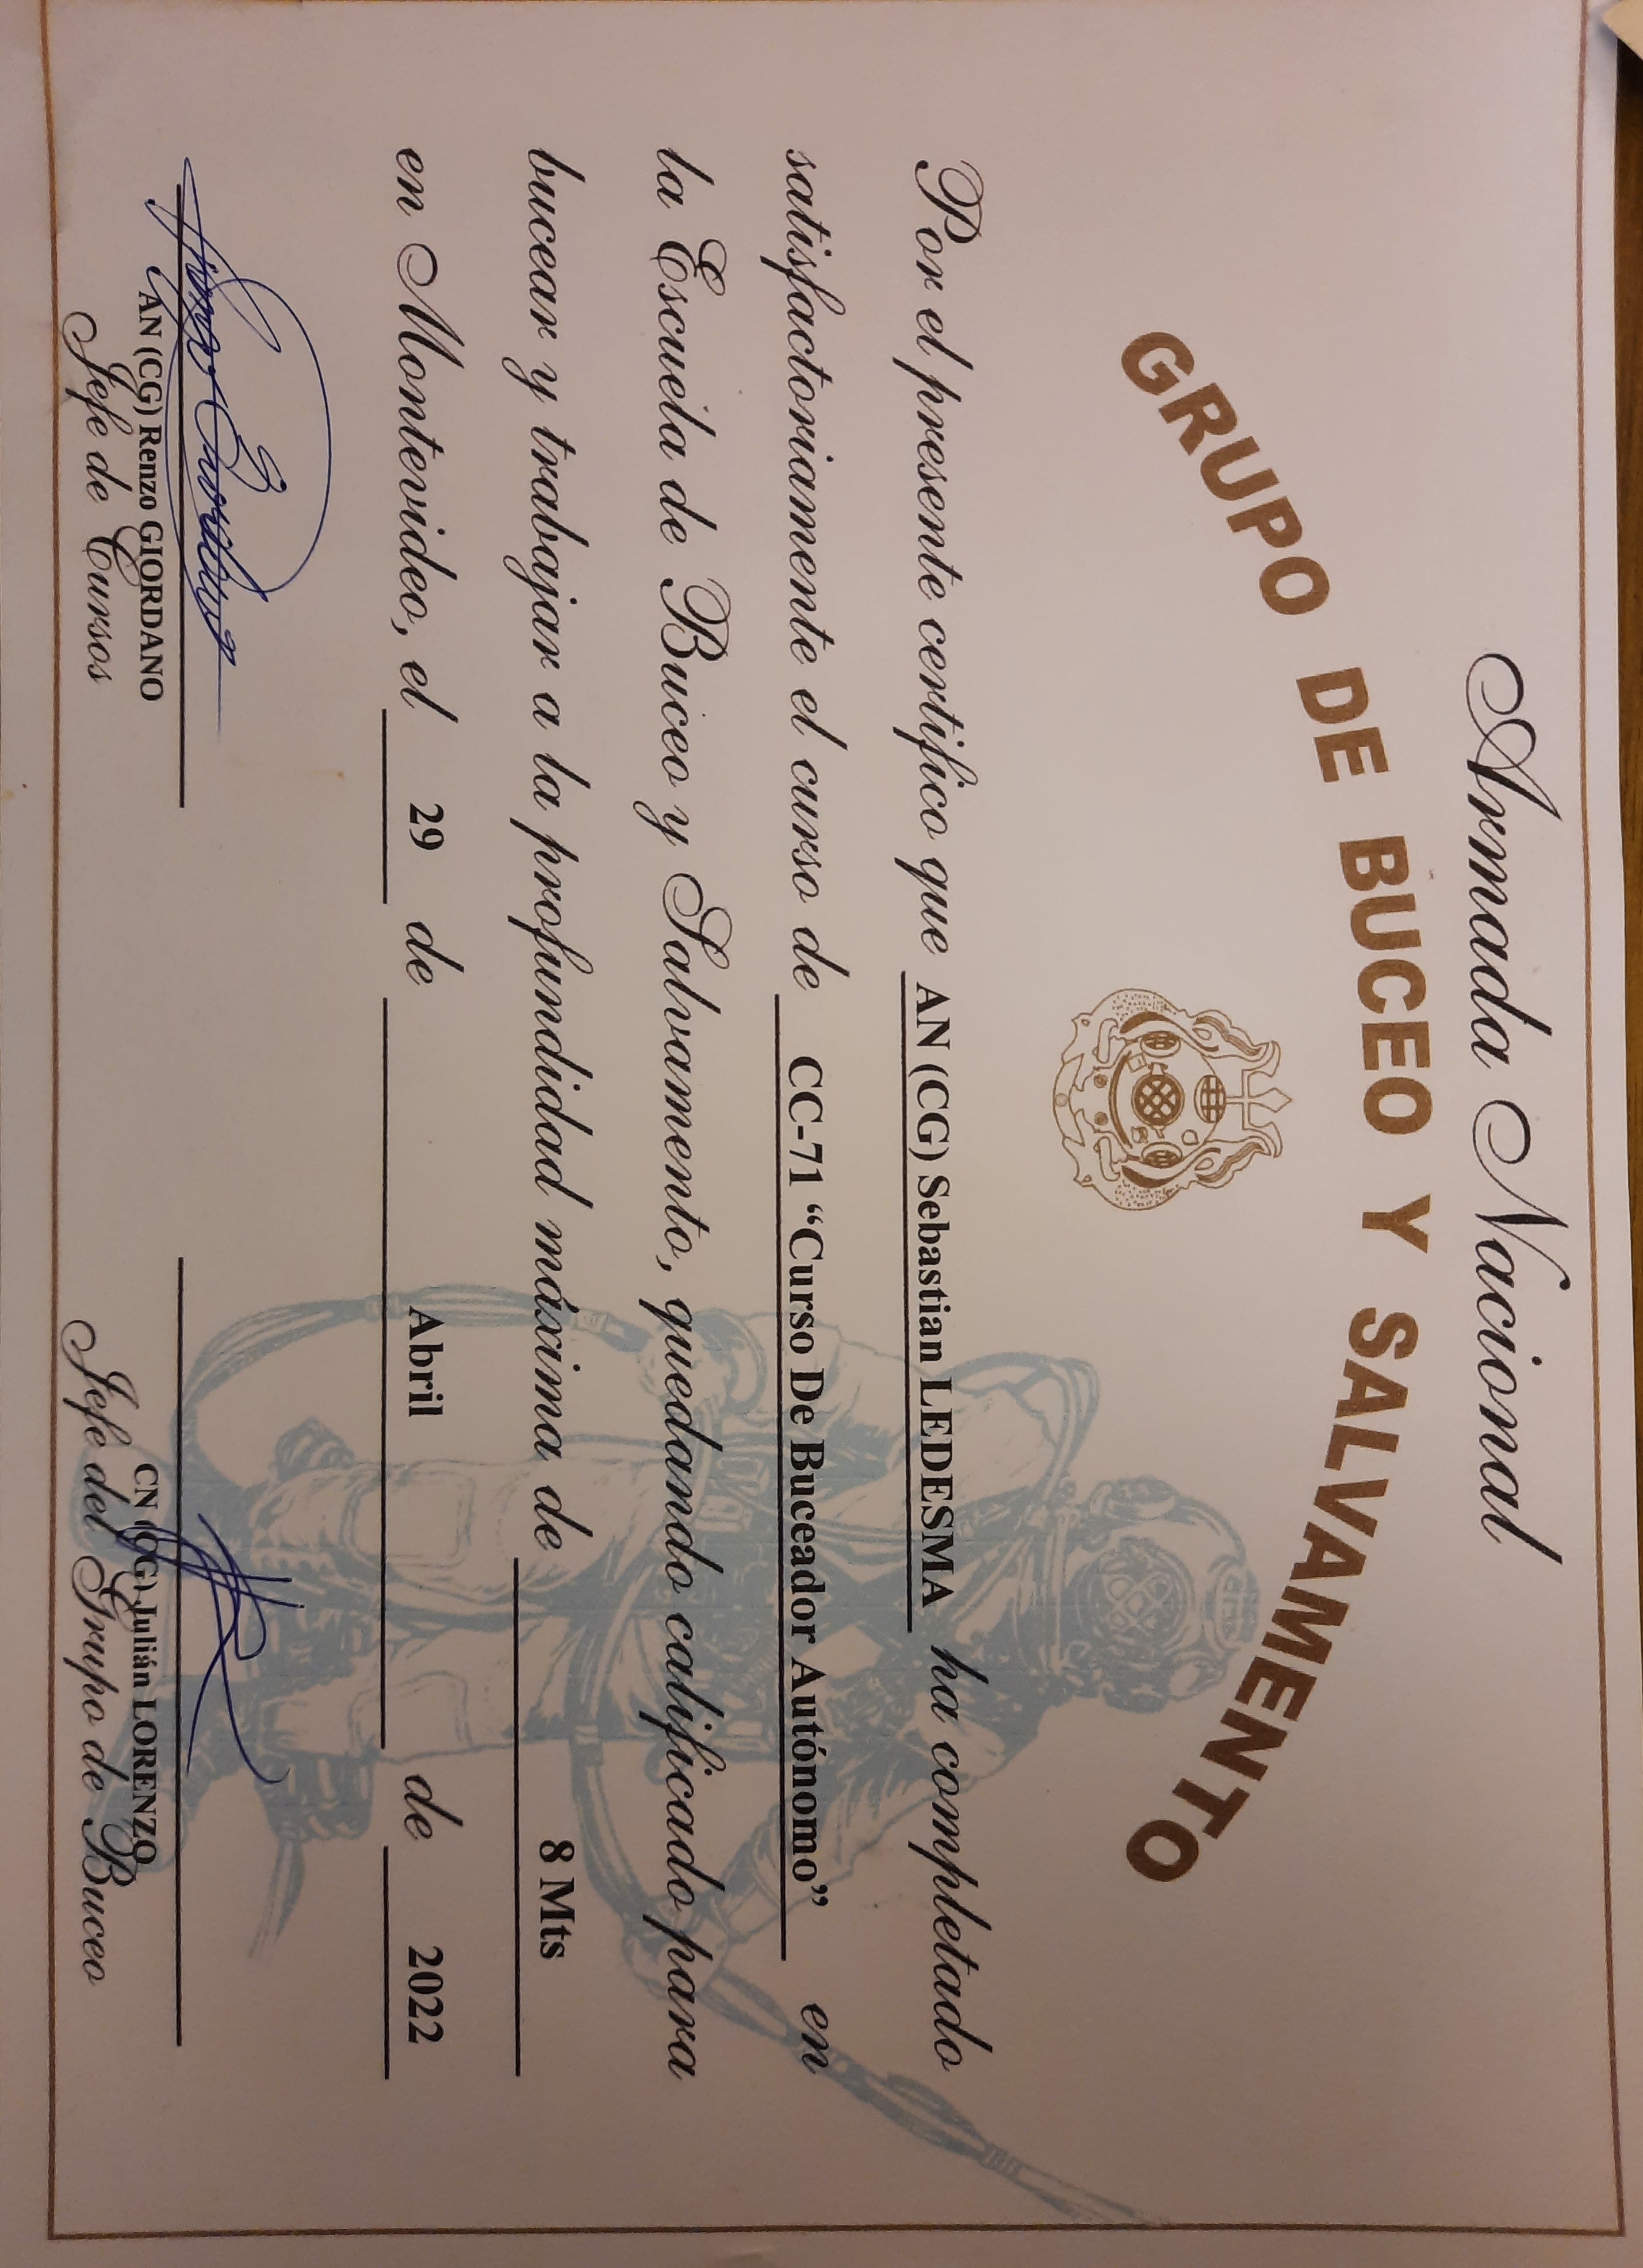 Armada Nacional
GRUPO DE BUCEO Y SALVAMENTO
Por el presente certifico que AN (CG) Sebastian LEDESMA ha completado
satisfactoriamente el curso de CC-71 “Curso De Buceador Autónomo” en
la Escuela de Buceo y Salvamento, quedando calificado para
bucear y trabajar a la profundidad máxima de 8 Mts
en Montevideo, el 29 de Abril de 2022
Renzo Giordano
AN (CG) Renzo GIORDANO
Jefe de Cursos
CN (CG) Julián LORENZO
Jefe del Grupo de Buceo